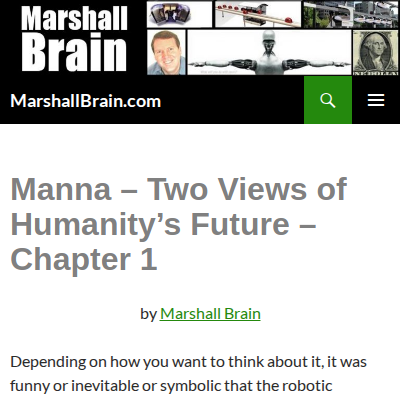 Marshall
Brain
MarshallBrain.com
Manna – Two Views of
Humanity’s Future –
Chapter 1
by Marshall Brain
Depending on how you want to think about it, it was
funny or inevitable or symbolic that the robotic